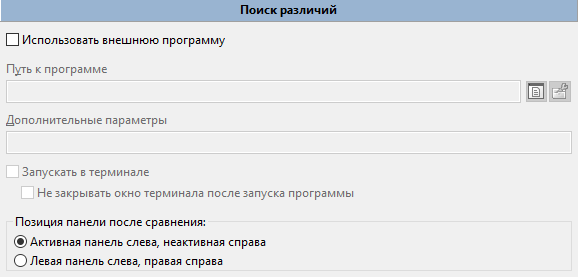 Поиск различий
Использовать внешнюю программу
Путь к программе
Дополнительные параметры
Запускать в терминале
Не закрывать окно терминала после запуска программы
Позиция панели после сравнения:
Активная панель слева, неактивная справа
Левая панель слева, правая справа